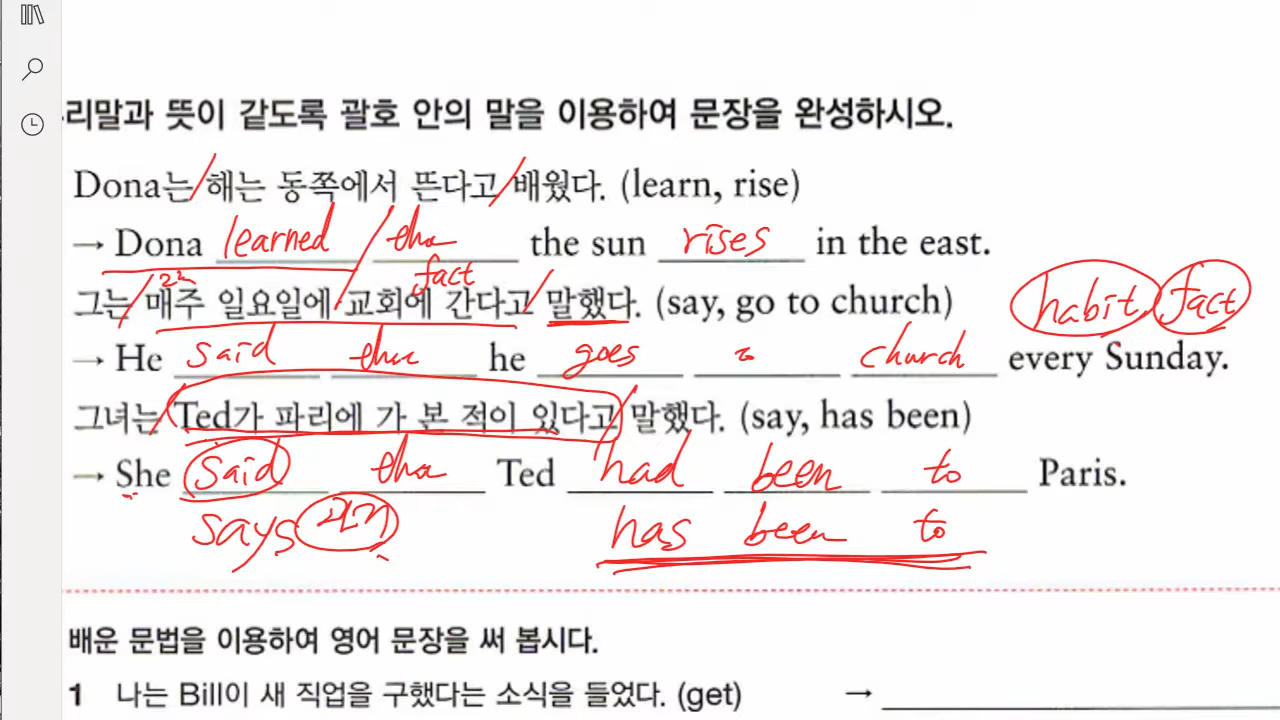 리말과 뜻이 같도록 괄호 안의 말을 이용하여 문장을 완성하시오.
Dona는 해는 동쪽에서 뜬다고 배웠다. (learn, rise)
→ Dona learned the sun rises in the east.
fact
그는 매주 일요일에 교회에 간다고 말했다. (say, go to church) habit fact
→ He said he goes church every Sunday.
그녀는 Ted가 파리에 가 본 적이 있다고 말했다. (say, has been)
→ She said Ted had been to Paris.
says has been to
배운 문법을 이용하여 영어 문장을 써 봅시다.
1 나는 Bill이 새 직업을 구했다는 소식을 들었다. (get) →